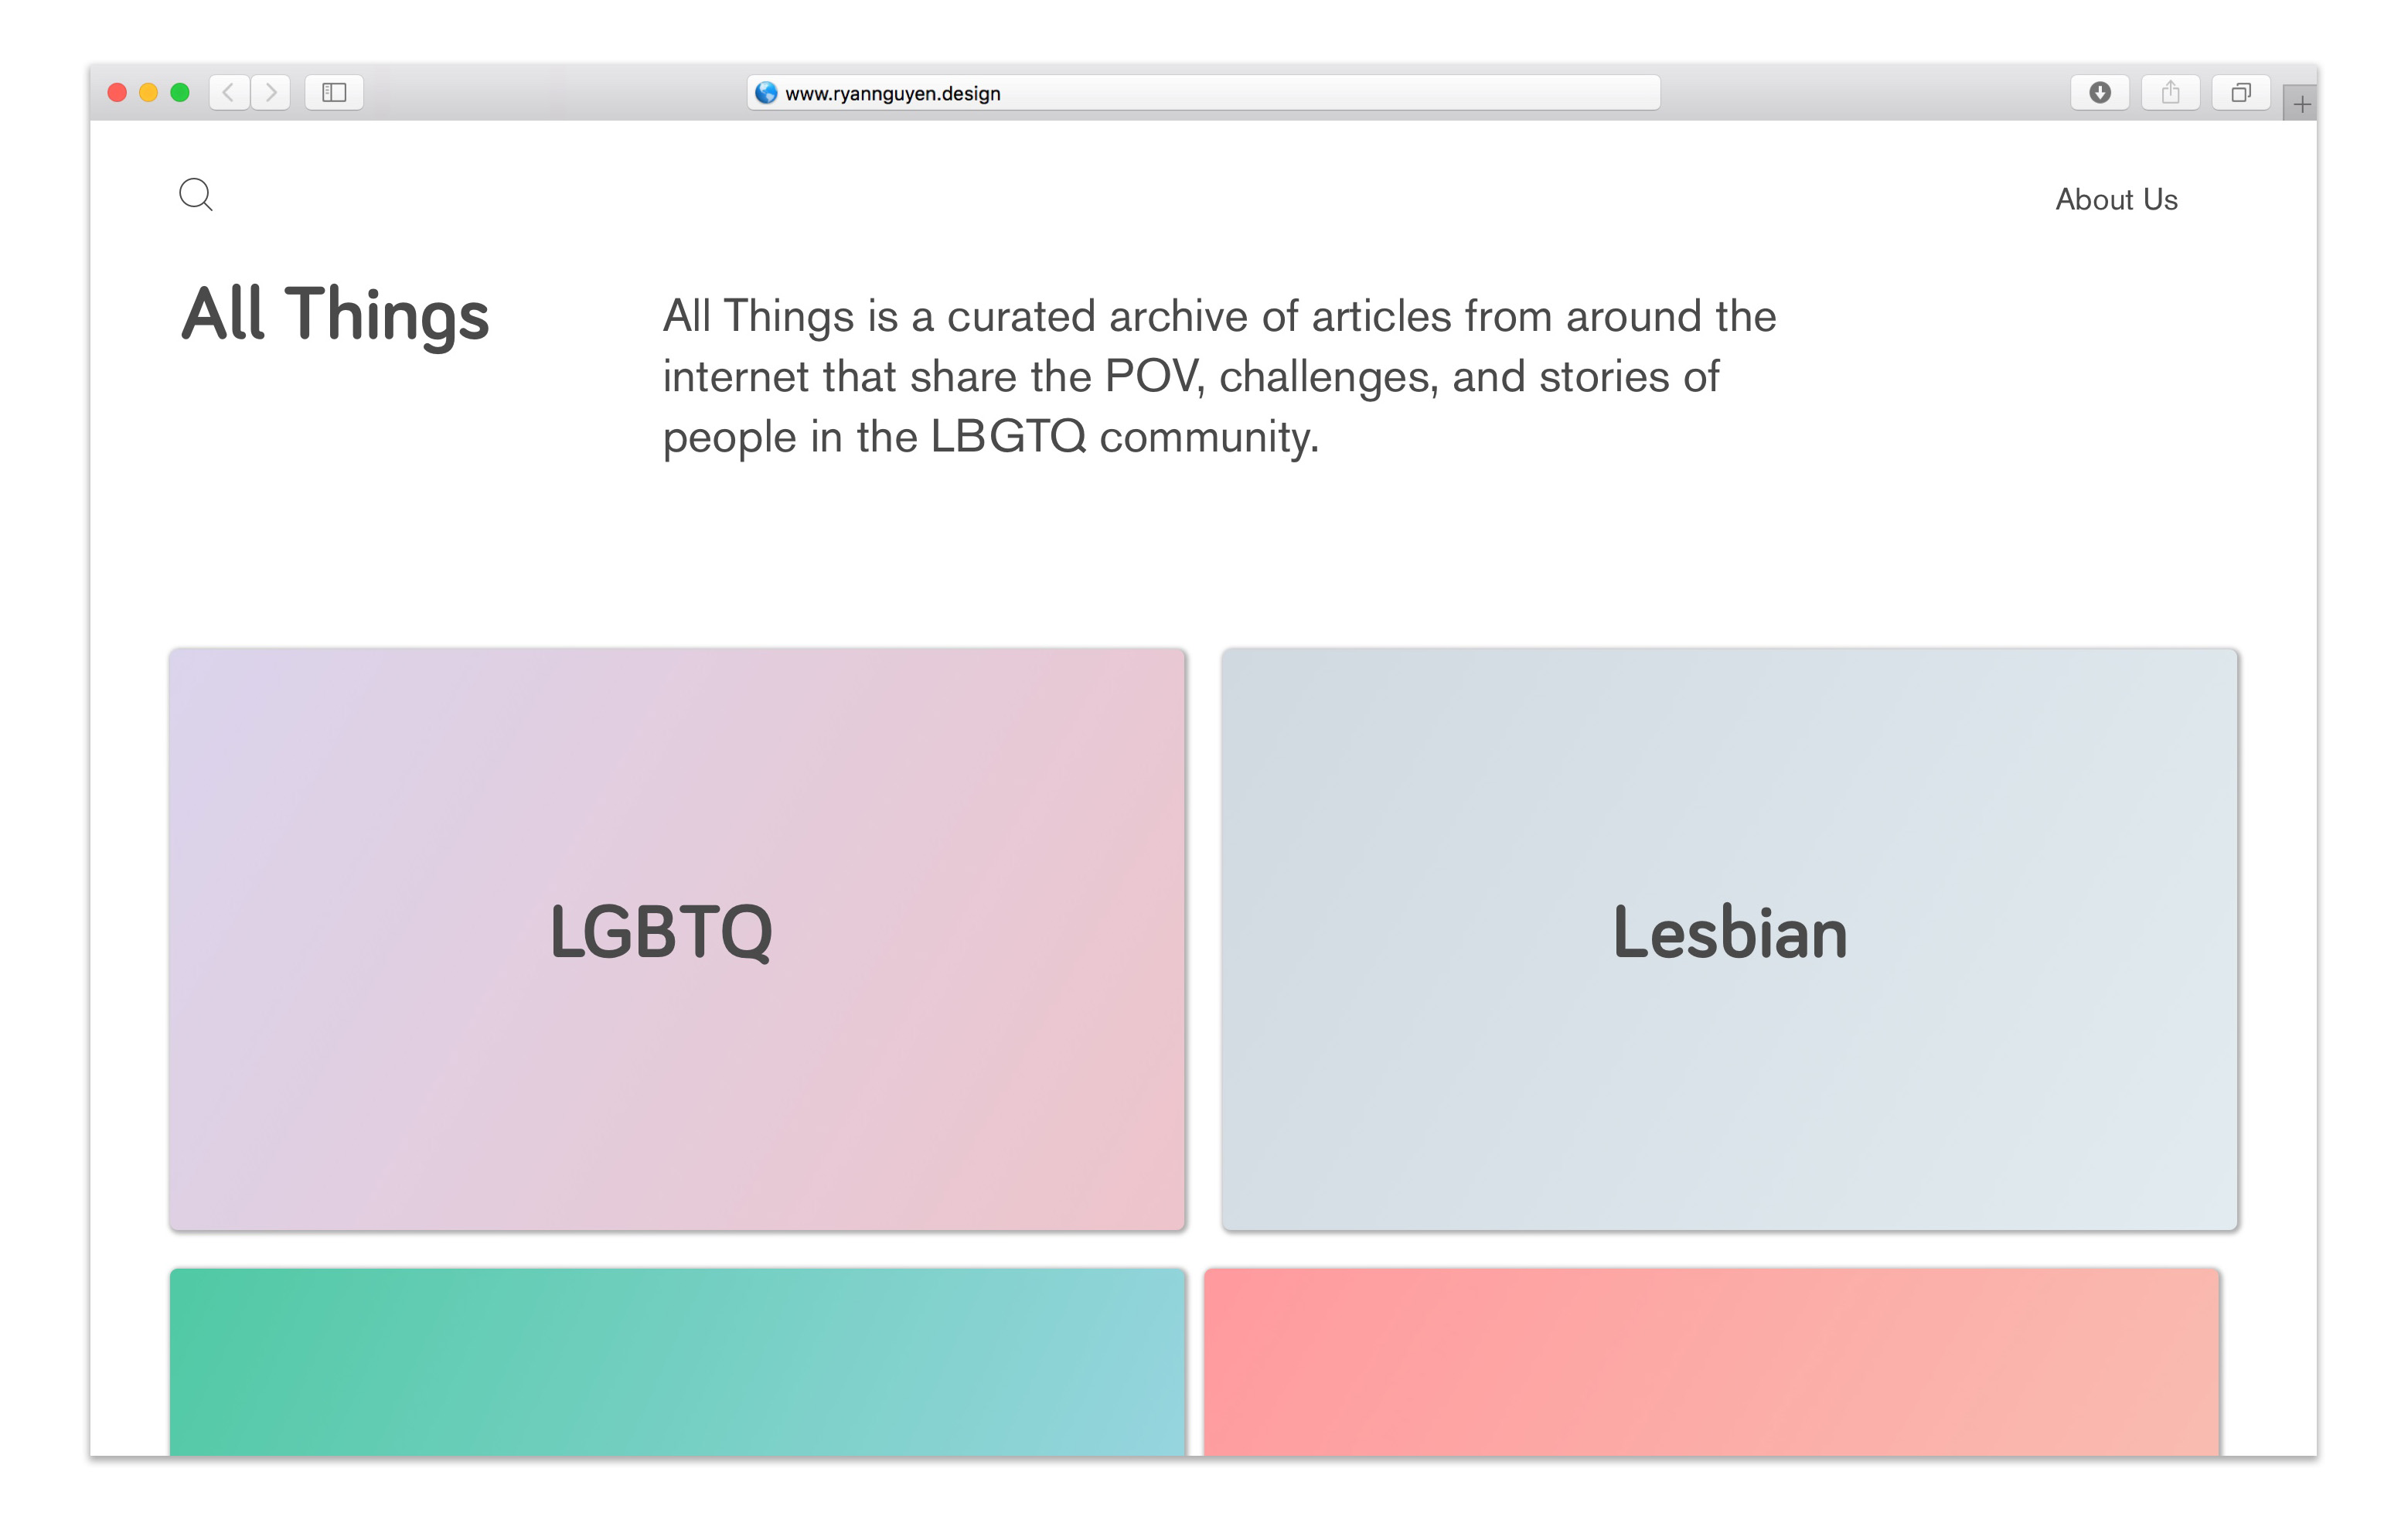 www.ryannguyen.design
About Us
All Things
All Things is a curated archive of articles from around the
internet that share the POV, challenges, and stories of
people in the LBGTQ community.
LGBTQ
Lesbian